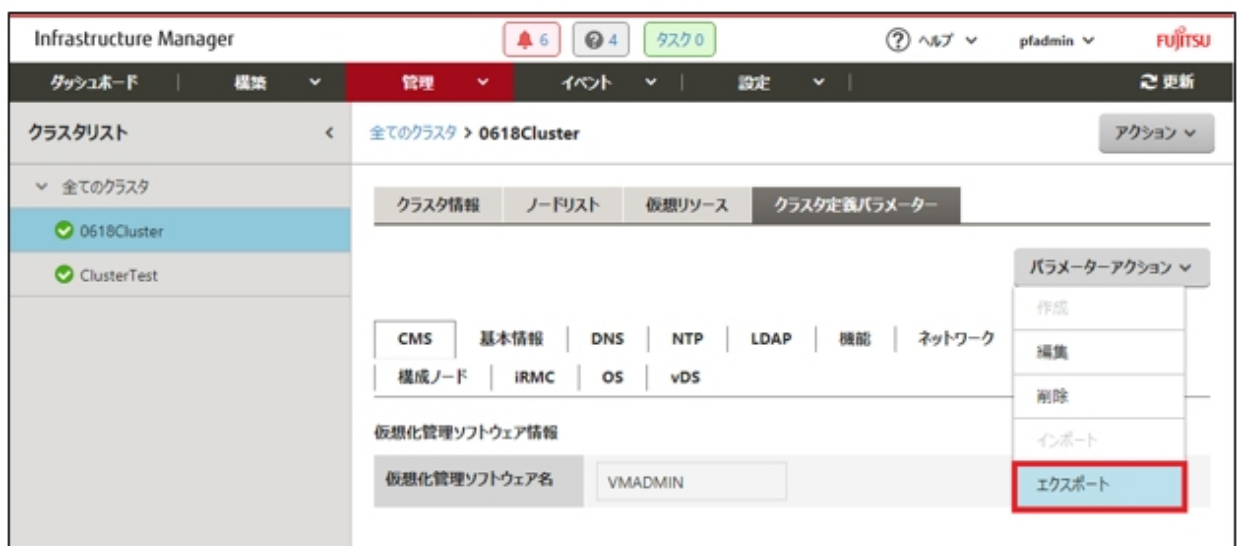 Infrastructure Manager
6
4
タスク 0
ヘルプ
pfadmin
FUJITSU
ダッシュボード
構築
管理
イベント
設定
更新
クラスタリスト
全てのクラスタ > 0618Cluster
アクション
全てのクラスタ
0618Cluster
ClusterTest
クラスタ情報
ノードリスト
仮想リソース
クラスタ定義パラメーター
パラメーターアクション
作成
編集
削除
インポート
エクスポート
CMS
基本情報
DNS
NTP
LDAP
機能
ネットワーク
構成ノード
iRMC
OS
vDS
仮想化管理ソフトウェア情報
仮想化管理ソフトウェア名
VMADMIN